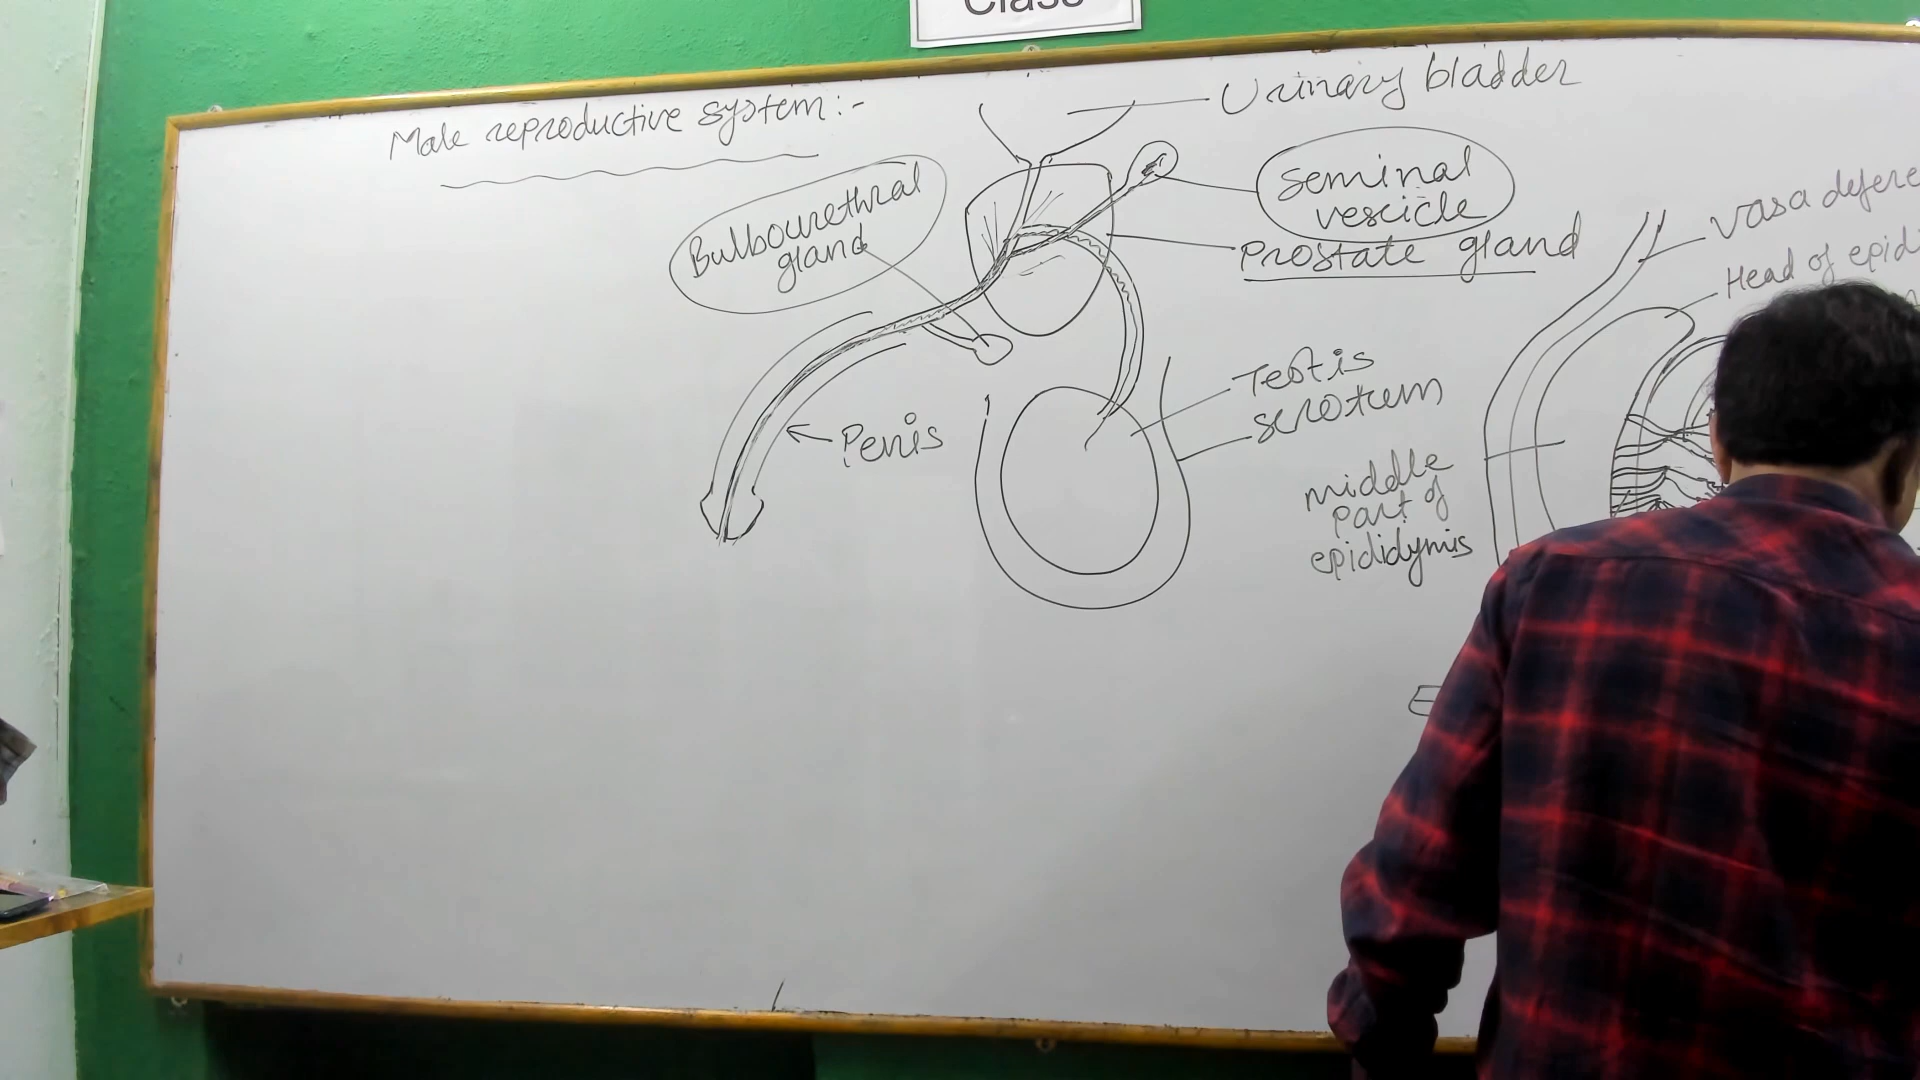 Class
Male reproductive system:-
Urinary bladder
Bulbourethral
gland
Seminal
vescicle
Prostate gland
Penis
Testis
scrotum
Vasa defere
Head of epidi
middle
part of
epididymis